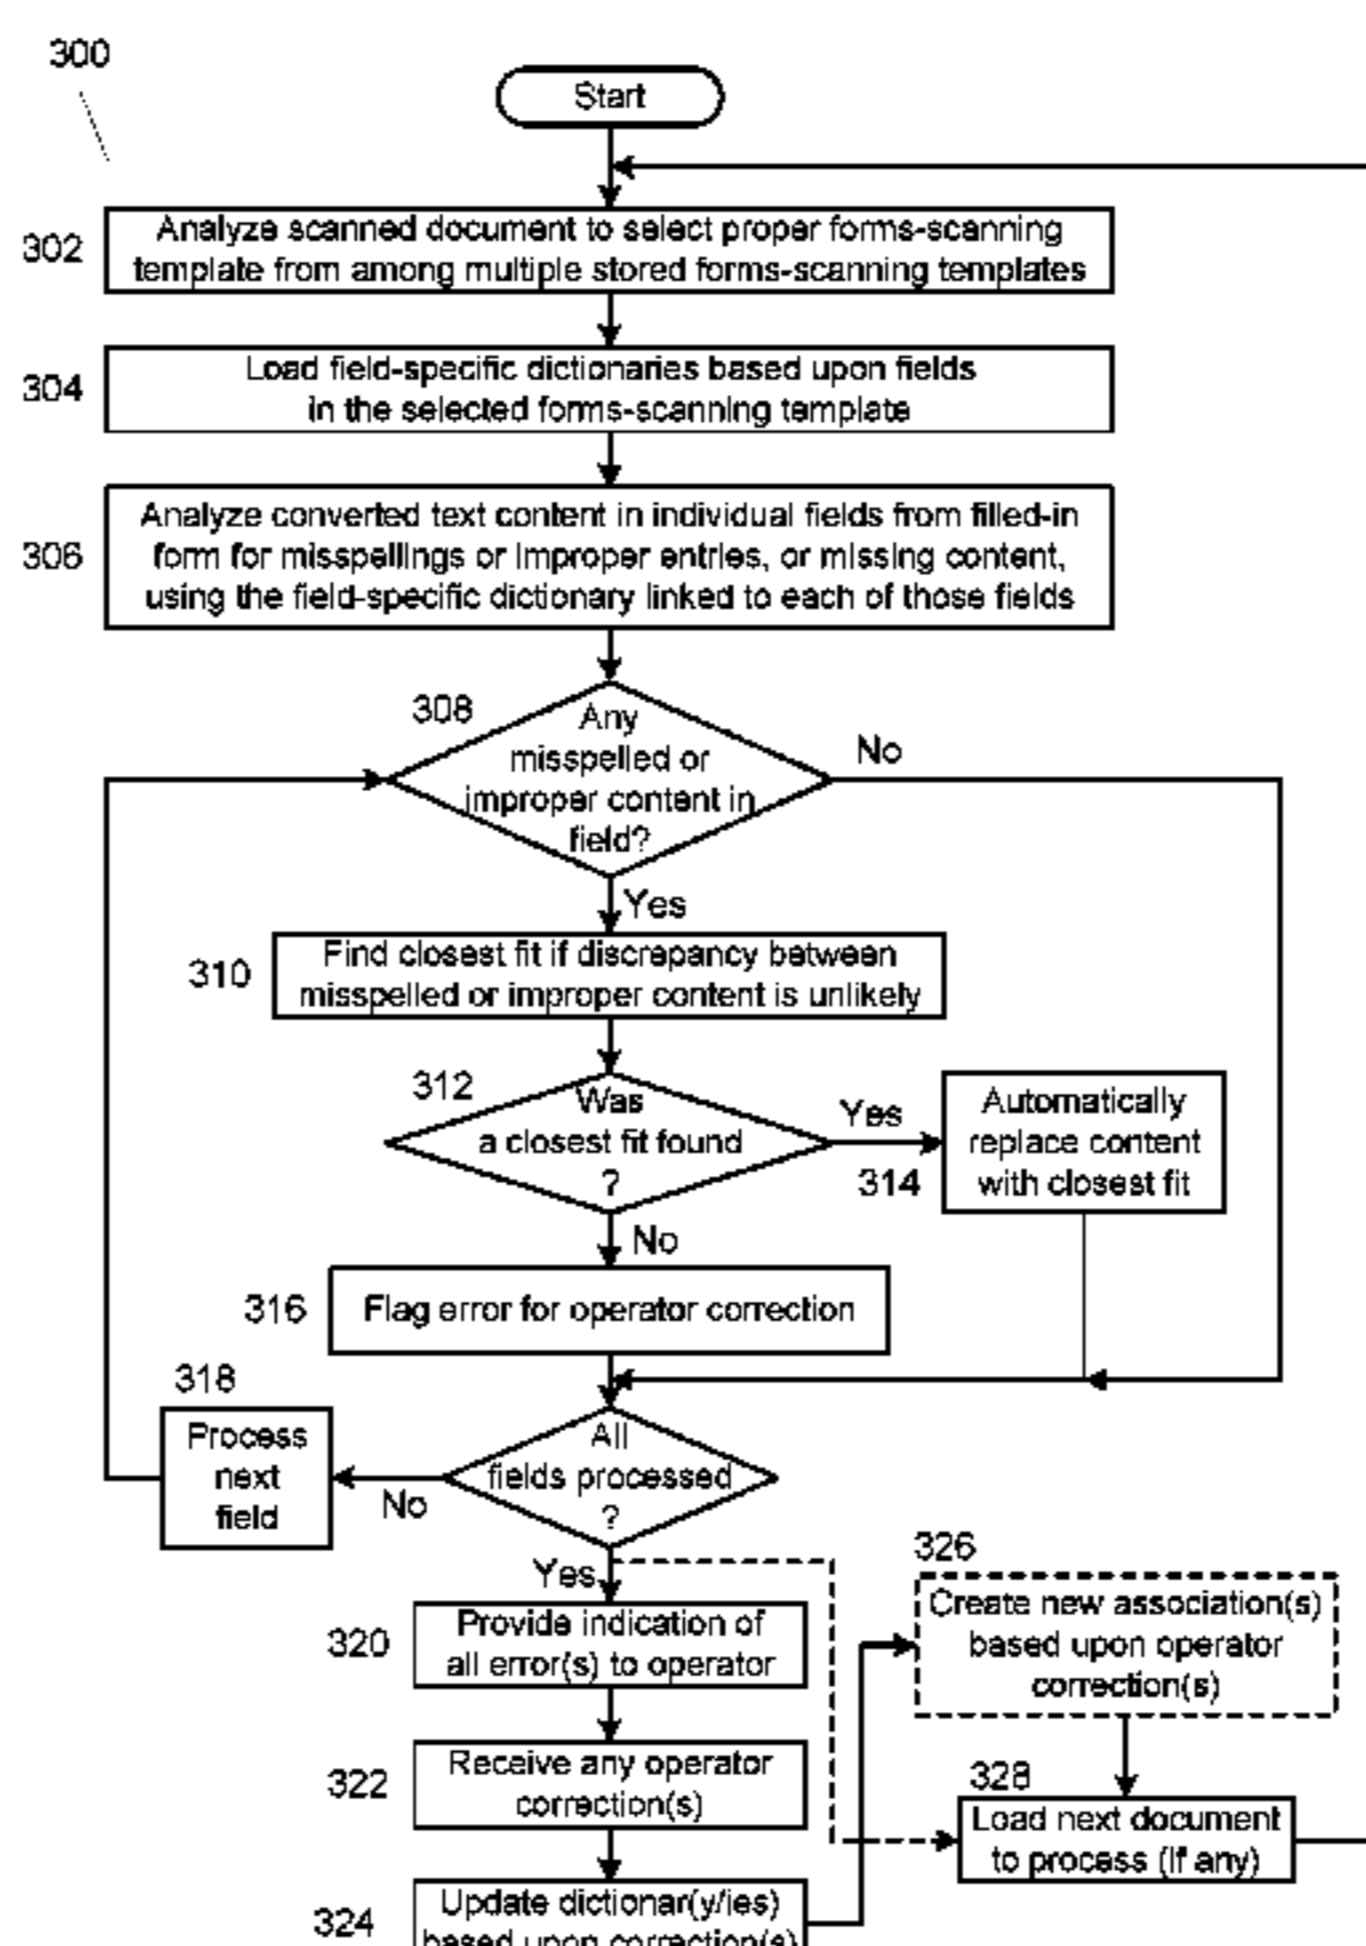 300
Start
302
Analyze scanned document to select proper forms-scanning
template from among multiple stored forms-scanning templates
304
Load field-specific dictionaries based upon fields
in the selected forms-scanning template
306
Analyze converted text content in individual fields from filled-in
form for misspellings or improper entries, or missing content,
using the field-specific dictionary linked to each of those fields
308
Any
misspelled or
improper content in
field?
No
Yes
310
Find closest fit if discrepancy between
misspelled or improper content is unlikely
312
Was
a closest fit found
?
Yes
314
Automatically
replace content
with closest fit
No
316
Flag error for operator correction
318
Process
next
field
All
fields processed
?
No
Yes
320
Provide indication of
all error(s) to operator
322
Receive any operator
correction(s)
324
Update dictionar(y/ies)
based upon correction(s)
326
Create new association(s)
based upon operator
correction(s)
328
Load next document
to process (if any)